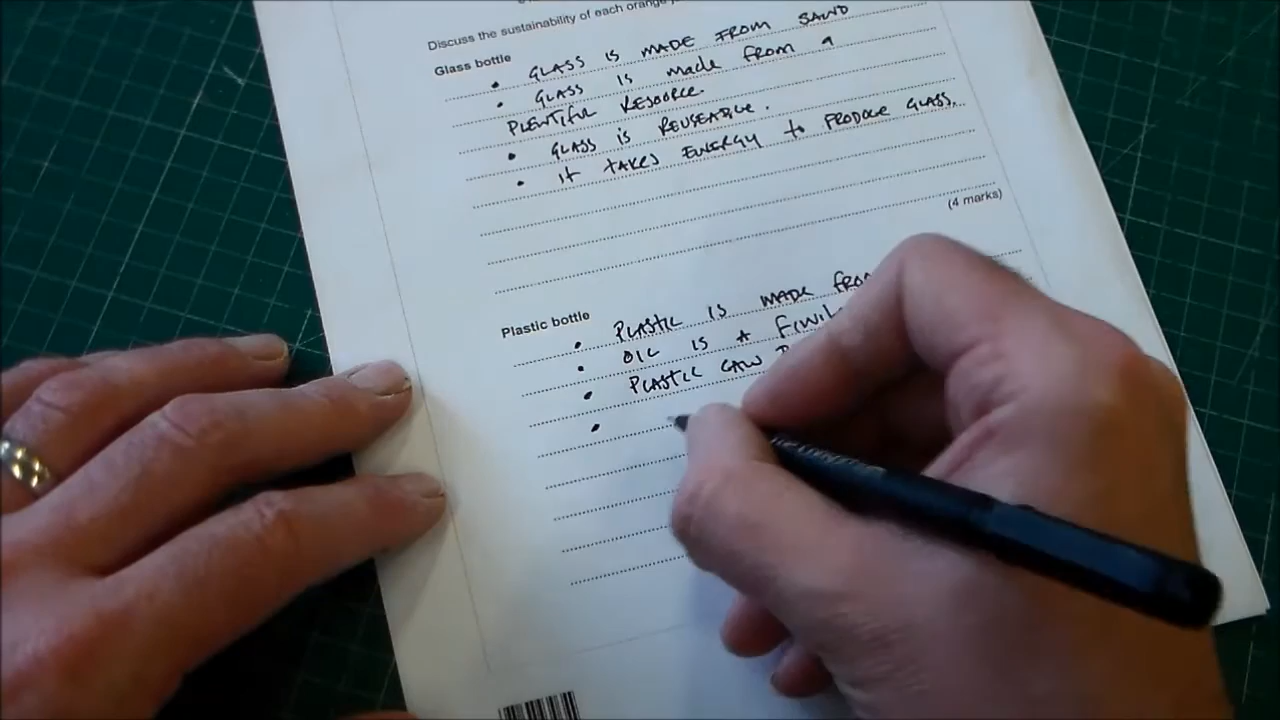 Discuss the sustainability of each orange
Glass bottle
• GLASS IS MADE FROM SAND
• GLASS IS made from a
PLENTIFUL RESOORCE.
• GLASS IS REUSEABLE.
• It TAKES ENERGY to PRODUCE GLASS...
(4 marks)
Plastic bottle
• PLASTIC IS MADE FROM
• OIL IS A
• PLASTIC CAN
•